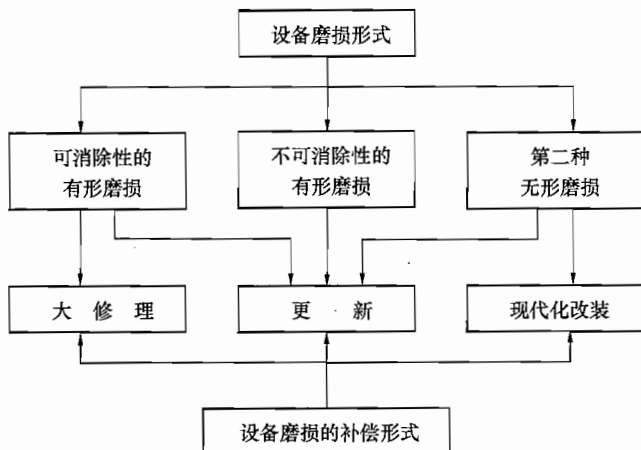 设备磨损形式
可消除性的
有形磨损
不可消除性的
有形磨损
第二种
无形磨损
大修理
更新
现代化改装
设备磨损的补偿形式